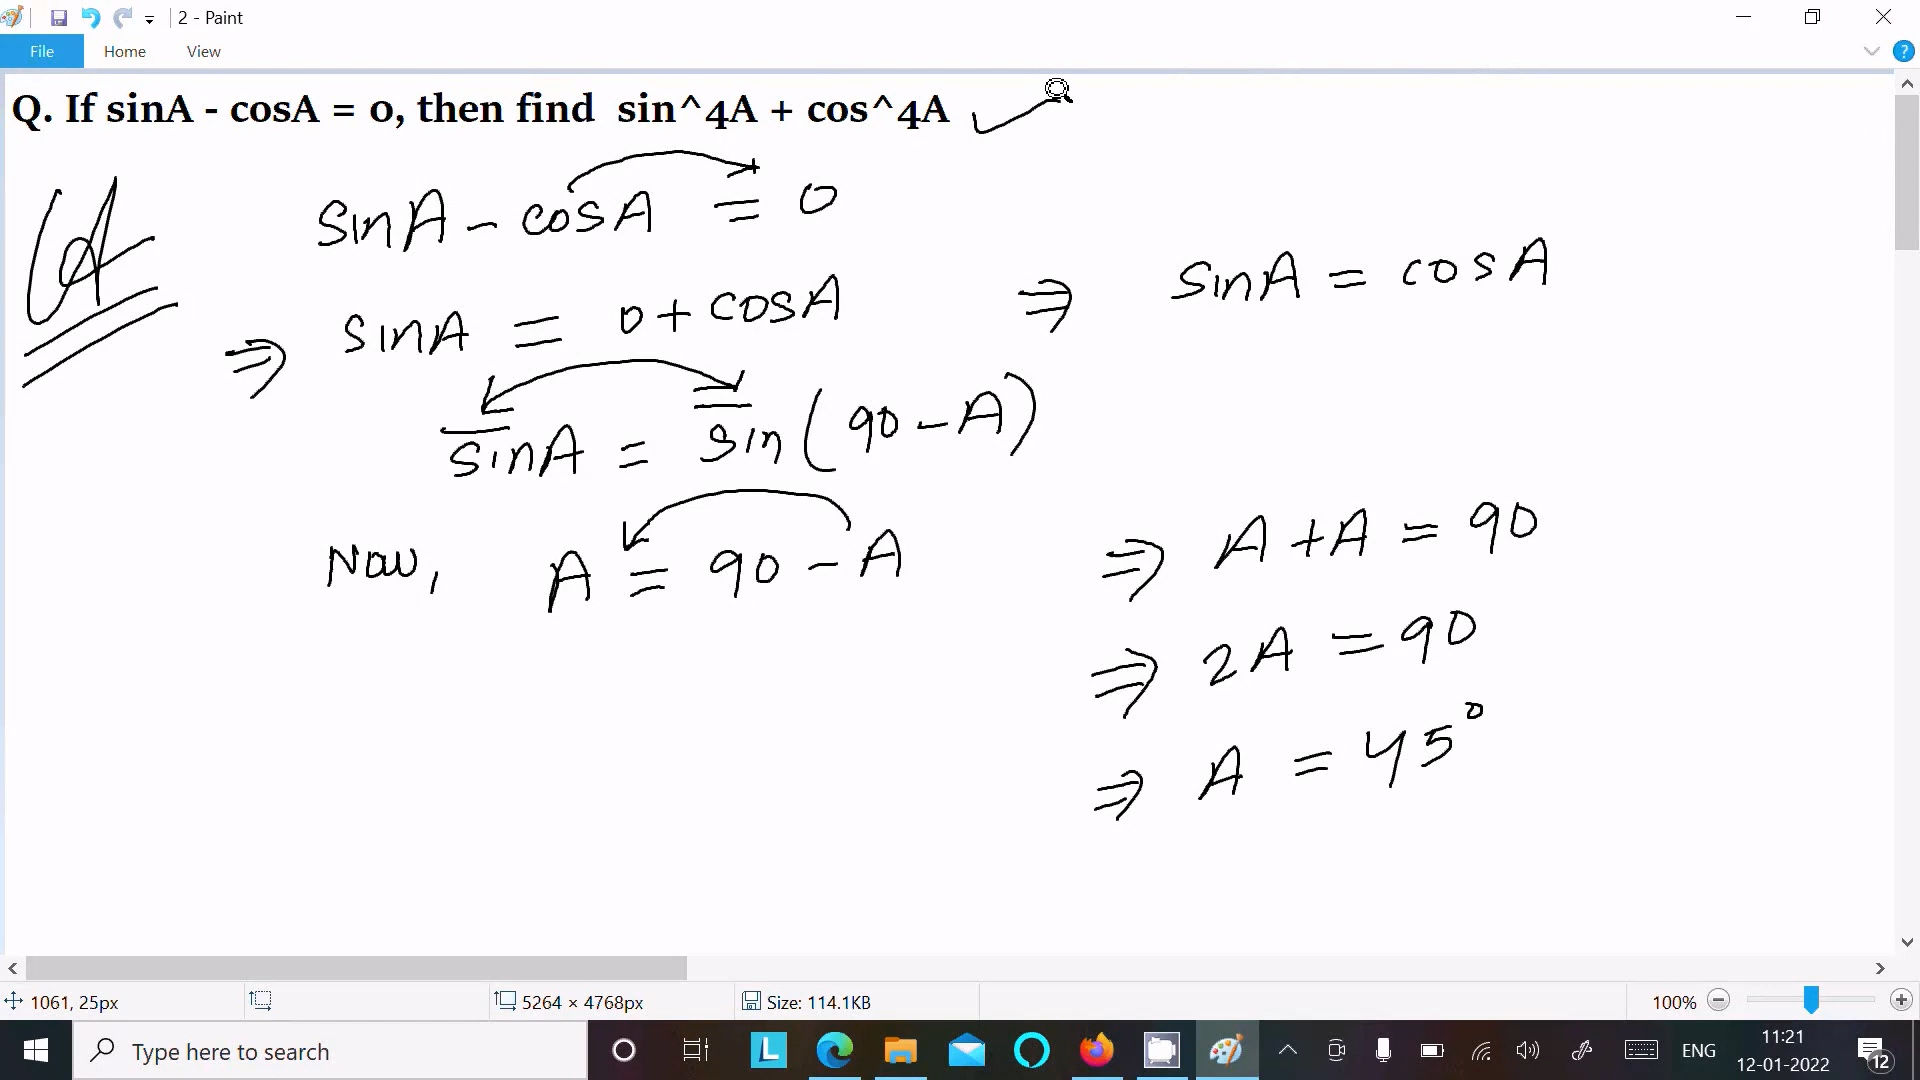 2 - Paint
File Home View
Q. If sinA - cosA = 0, then find sin^4A + cos^4A
sinA - cosA = 0
⇒ sinA = 0 + cosA ⇒ sinA = cosA
sinA = sin(90 - A)
Now, A = 90 - A ⇒ A + A = 90
⇒ 2A = 90
⇒ A = 45°
1061, 25px 5264 × 4768px Size: 114.1KB 100%
Type here to search
L
ENG
11:21
12-01-2022
12